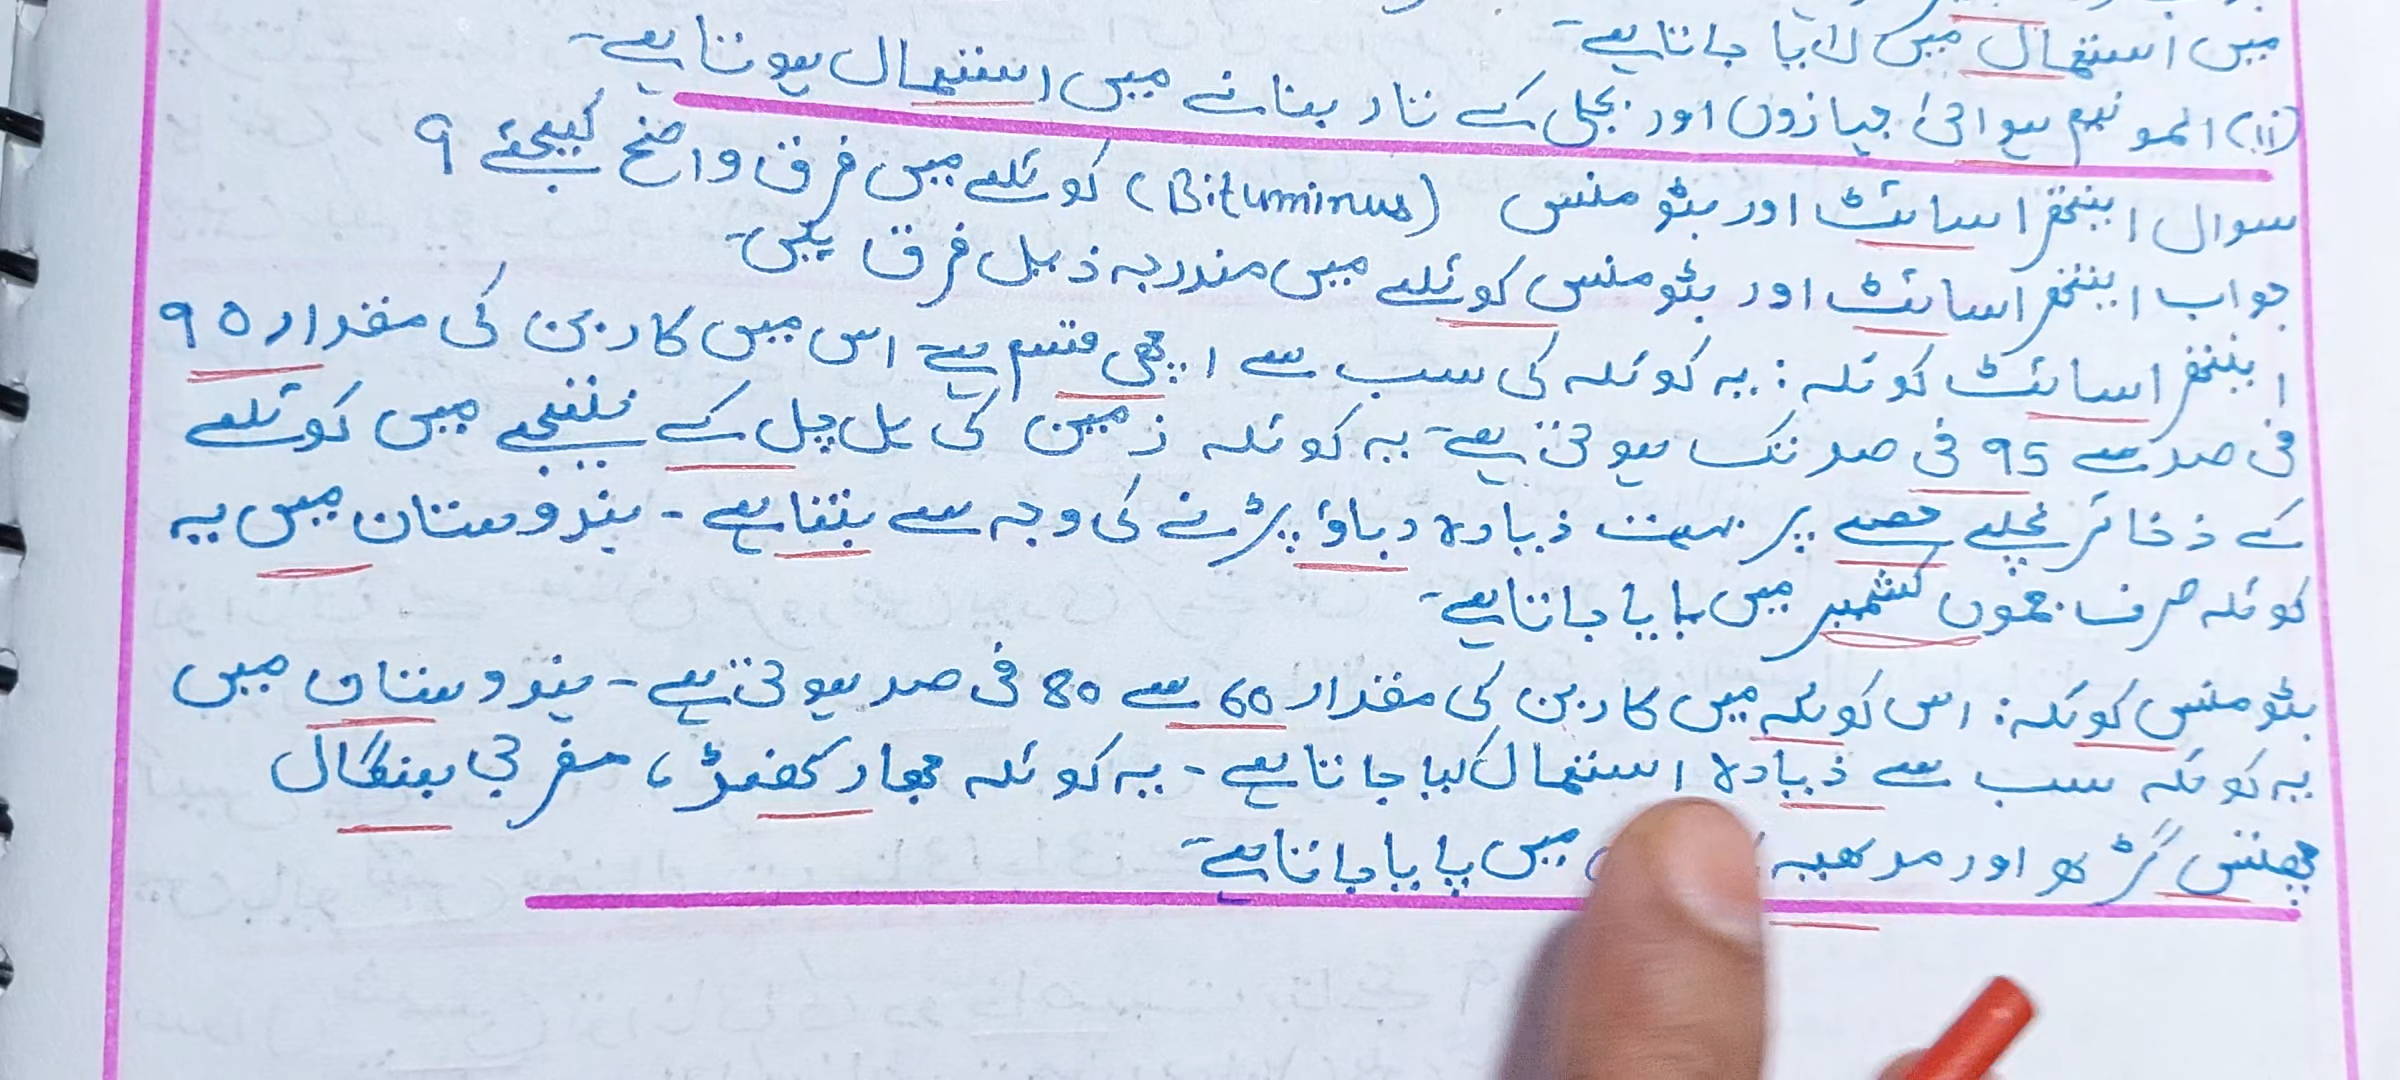 میں استعمال میں لایا جاتا ہے۔
(ii) المونیم ہوائی جہازوں اور بجلی کے تار بنانے میں استعمال ہوتا ہے۔
سوال اینتھراسائٹ اور بٹومنس (Bituminus) کوئلے میں فرق واضح کیجئے ؟
جواب اینتھراسائٹ اور بٹومنس کوئلے میں مندرجہ ذیل فرق ہیں۔
اینتھراسائٹ کوئلہ : یہ کوئلہ کی سب سے اچھی قسم ہے اس میں کاربن کی مقدار 90
فی صد سے 95 فی صد تک ہوتی ہے۔ یہ کوئلہ زمین کی ہل چل کے نتیجے میں کوئلے
کے ذخائر نچلے حصے پر بہت زیادہ دباؤ پڑنے کی وجہ سے بنتا ہے ۔ ہندوستان میں یہ
کوئلہ صرف جموں کشمیر میں پایا جاتا ہے۔
بٹومنس کوئلہ : اس کوئلہ میں کاربن کی مقدار 60 سے 80 فی صد ہوتی ہے ۔ ہندوستان میں
یہ کوئلہ سب سے زیادہ استعمال کیا جاتا ہے ۔ یہ کوئلہ جھارکھنڈ ، مغربی بنگال
چھتیس گڑھ اور مدھیہ میں پایا جاتا ہے۔